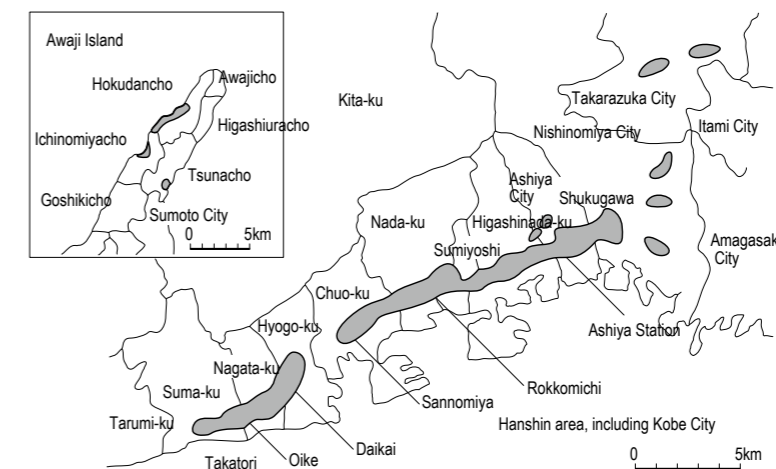 Awaji Island
Hokudancho
Awajicho
Ichinomiyacho
Higashiuracho
Tsunacho
Goshikicho
Sumoto City
0 5km
Kita-ku
Takarazuka City
Itami City
Nishinomiya City
Ashiya
City
Shukugawa
Nada-ku
Higashinada-ku
Sumiyoshi
Amagasak
City
Chuo-ku
Hyogo-ku
Ashiya Station
Nagata-ku
Suma-ku
Rokkomichi
Sannomiya
Tarumi-ku
Hanshin area, including Kobe City
Daikai
Takatori
Oike
0 5km